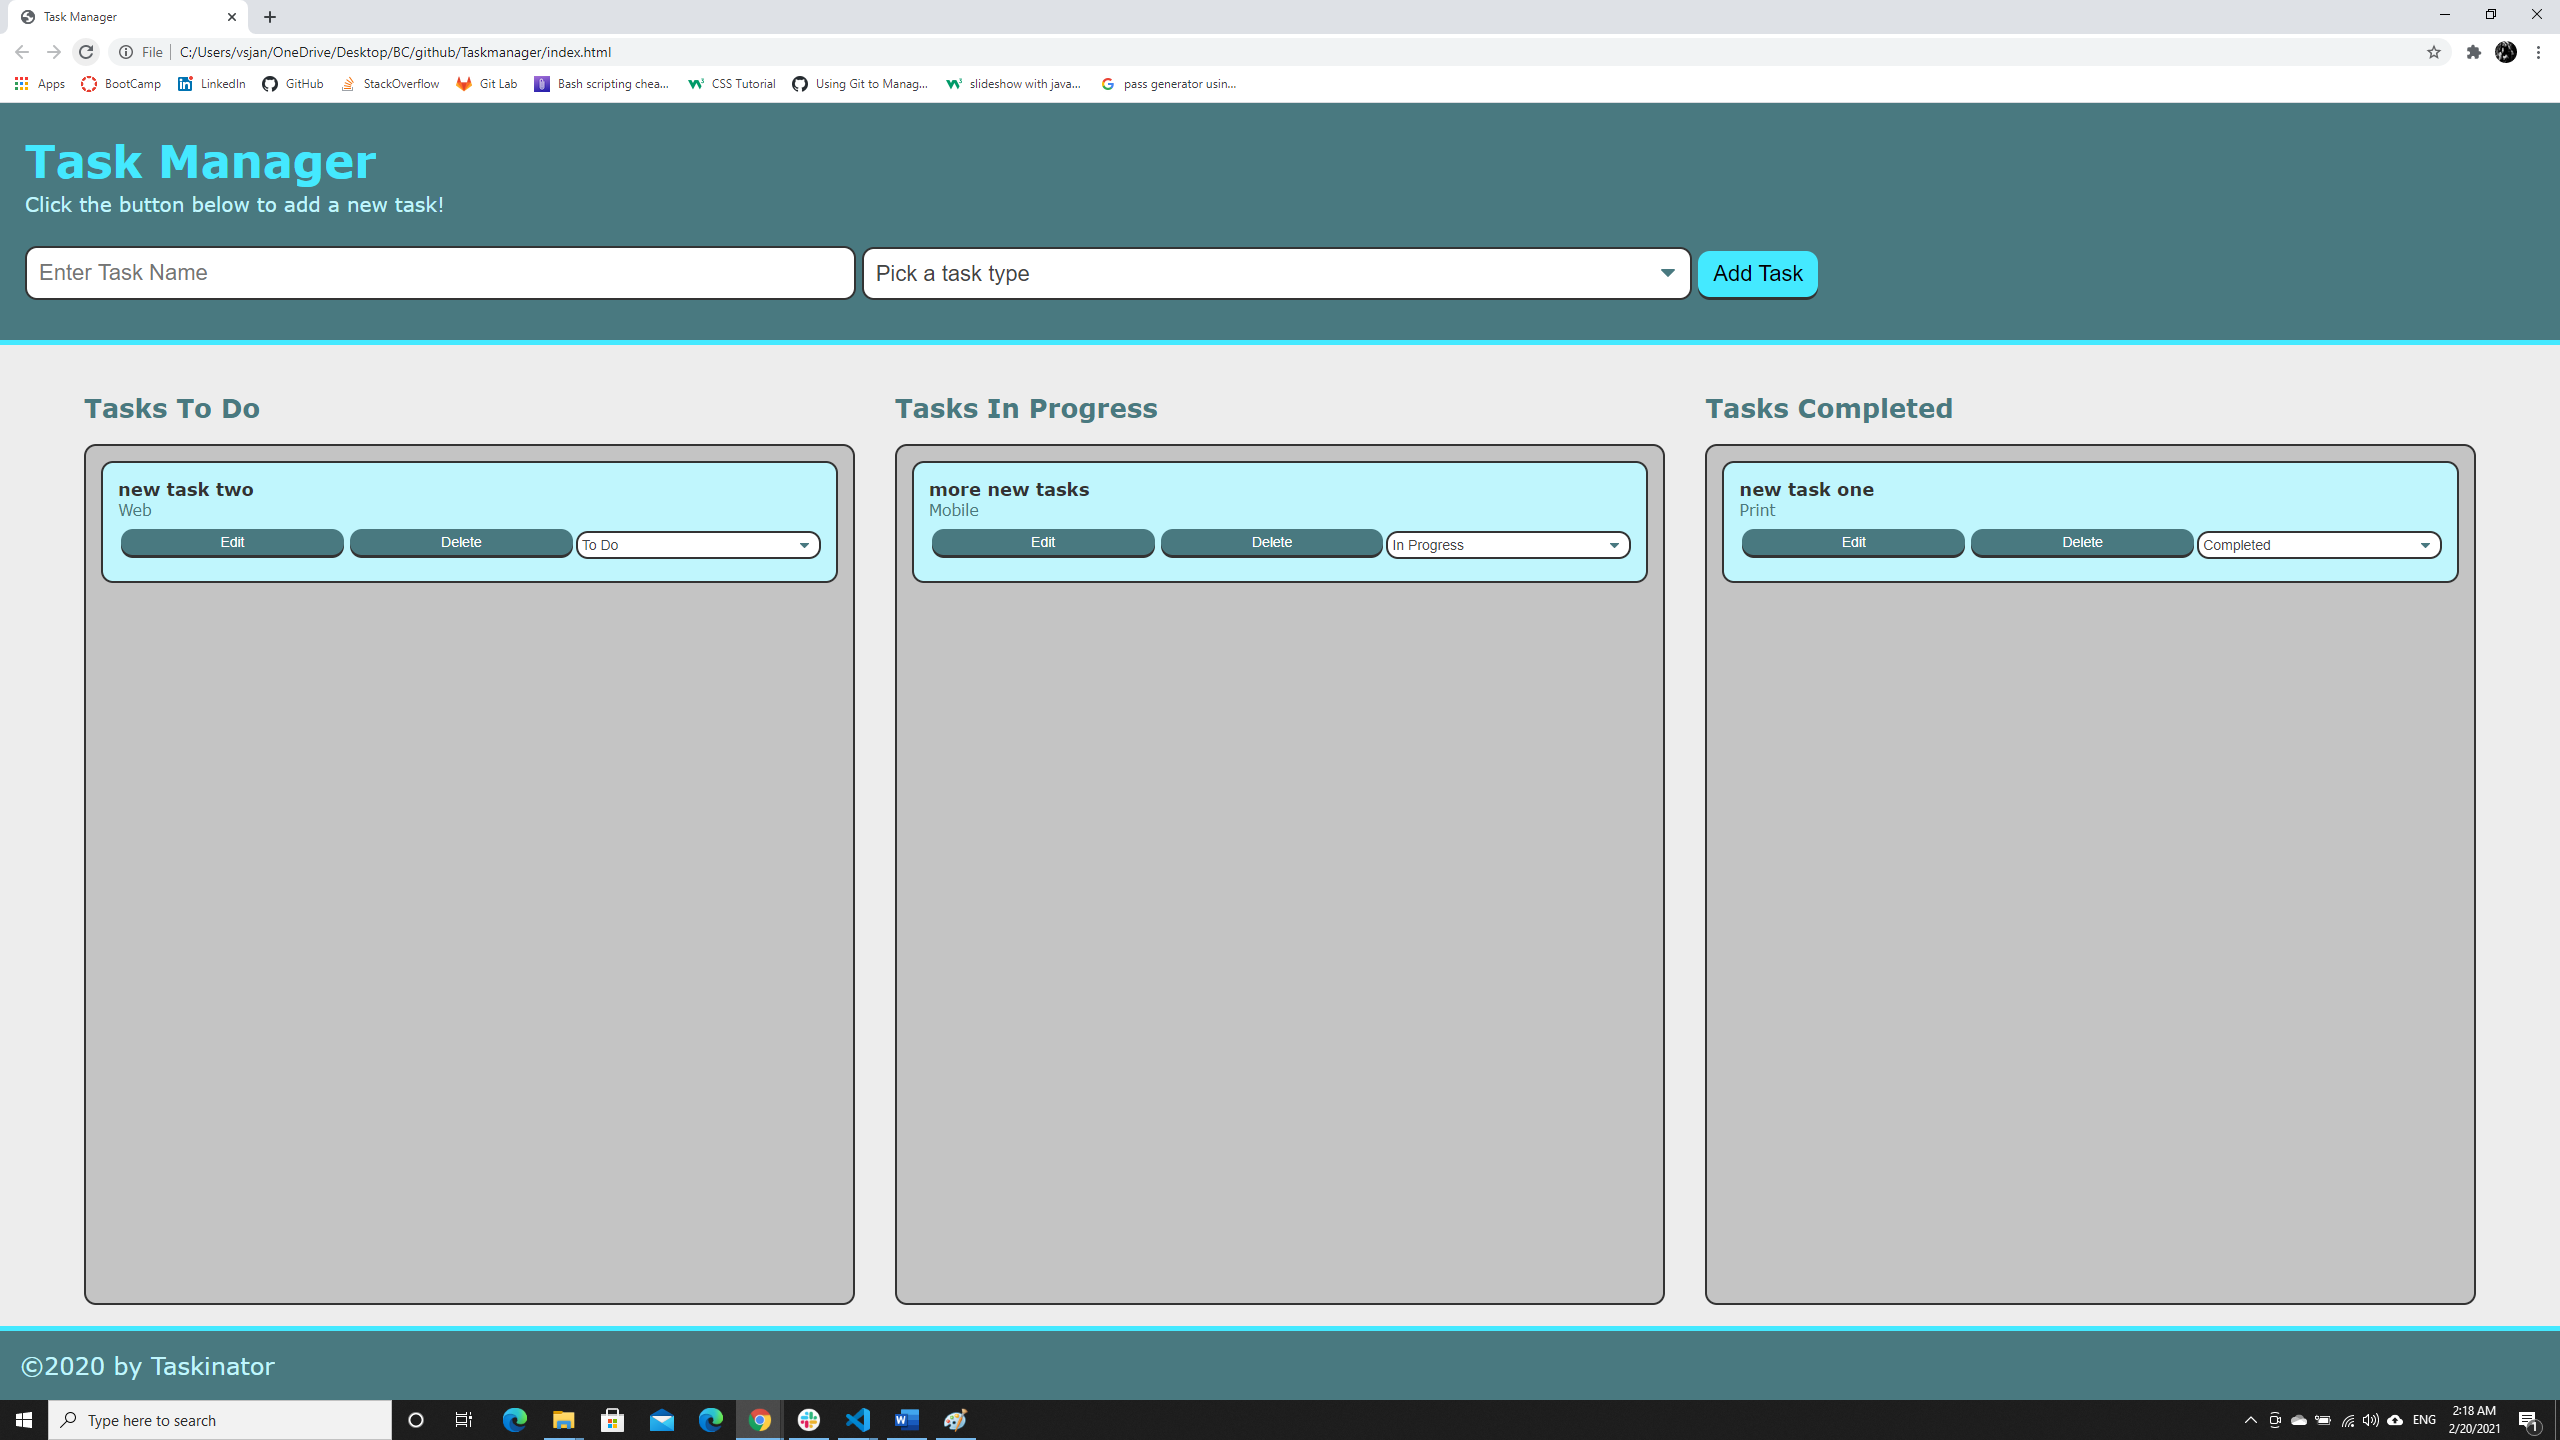 Task Manager
File C:/Users/vsjan/OneDrive/Desktop/BC/github/Taskmanager/index.html
Apps BootCamp LinkedIn GitHub StackOverflow Git Lab Bash scripting chea... CSS Tutorial Using Git to Manag... slideshow with java... pass generator usin...
Task Manager
Click the button below to add a new task!
Enter Task Name Pick a task type Add Task
Tasks To Do
new task two
Web
Edit Delete To Do
Tasks In Progress
more new tasks
Mobile
Edit Delete In Progress
Tasks Completed
new task one
Print
Edit Delete Completed
©2020 by Taskinator
Type here to search
ENG
2:18 AM
2/20/2021
1